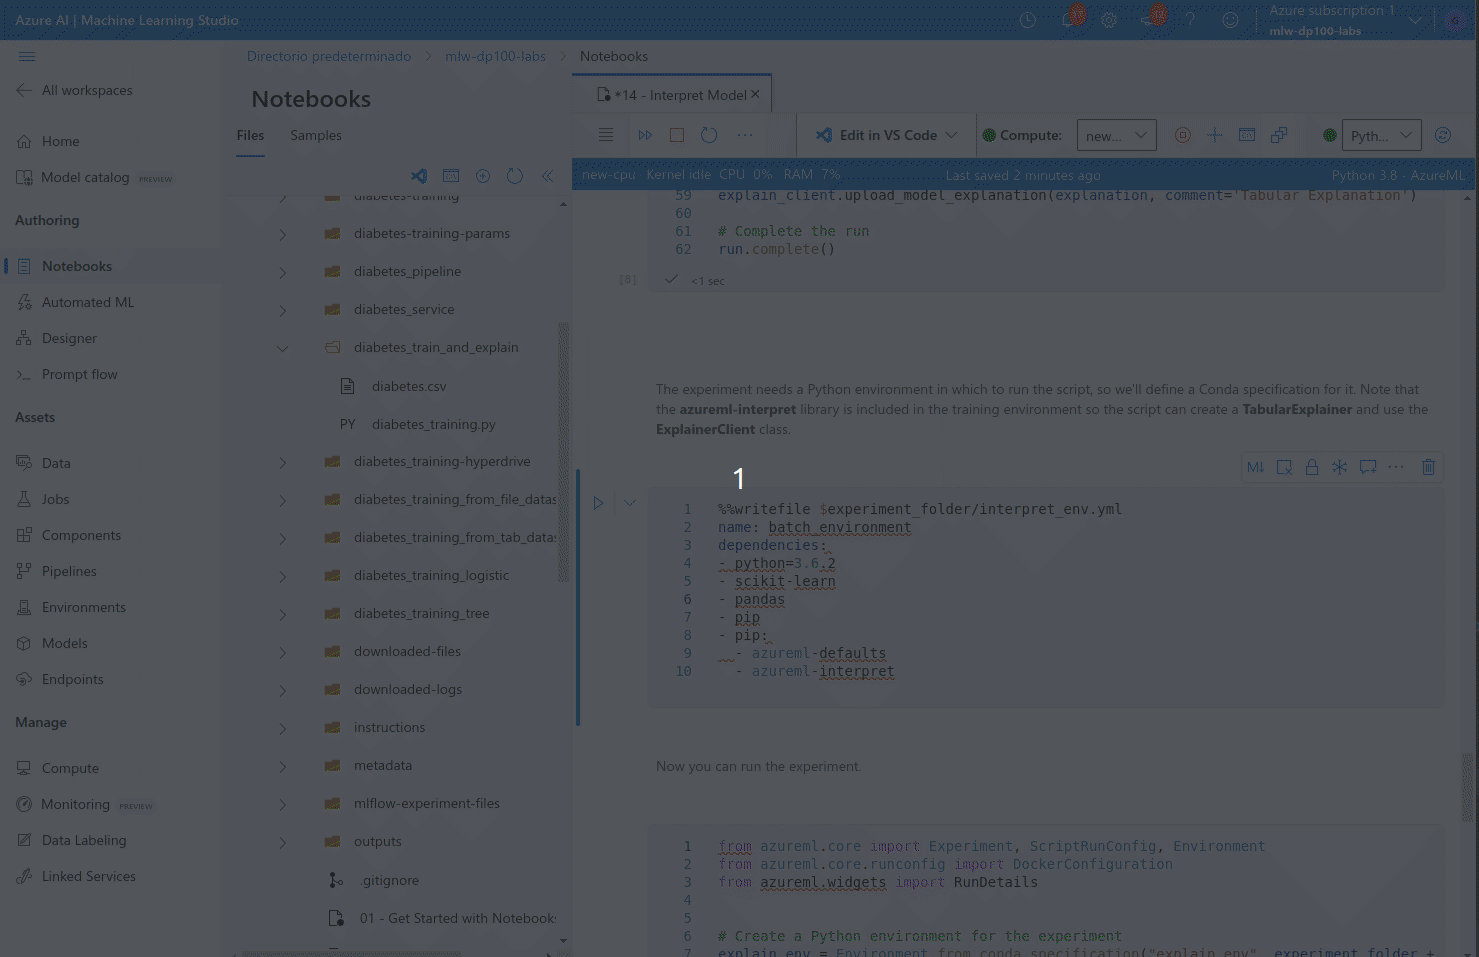 Azure AI | Machine Learning Studio
Azure subscription 1
mlw-dp100-labs
All workspaces
Home
Model catalog PREVIEW
Authoring
Notebooks
Automated ML
Designer
Prompt flow
Assets
Data
Jobs
Components
Pipelines
Environments
Models
Endpoints
Manage
Compute
Monitoring PREVIEW
Data Labeling
Linked Services
Directorio predeterminado > mlw-dp100-labs > Notebooks
Notebooks
Files Samples
diabetes-training
diabetes-training-params
diabetes_pipeline
diabetes_service
diabetes_train_and_explain
diabetes.csv
PY diabetes_training.py
diabetes_training-hyperdrive
diabetes_training_from_file_datas
diabetes_training_from_tab_datas
diabetes_training_logistic
diabetes_training_tree
downloaded-files
downloaded-logs
instructions
metadata
mlflow-experiment-files
outputs
.gitignore
01 - Get Started with Notebooks
*14 - Interpret Model
Edit in VS Code Compute: new... Pyth...
new-cpu Kernel idle CPU 0% RAM 7% Last saved 2 minutes ago Python 3.8 - AzureML
59 explain_client.upload_model_explanation(explanation, comment='Tabular Explanation')
60
61 # Complete the run
62 run.complete()
[8] <1 sec
The experiment needs a Python environment in which to run the script, so we'll define a Conda specification for it. Note that
the azureml-interpret library is included in the training environment so the script can create a TabularExplainer and use the
ExplainerClient class.
1
M↓
1 %%writefile $experiment_folder/interpret_env.yml
2 name: batch_environment
3 dependencies:
4 - python=3.6.2
5 - scikit-learn
6 - pandas
7 - pip
8 - pip:
9 - azureml-defaults
10 - azureml-interpret
Now you can run the experiment.
1 from azureml.core import Experiment, ScriptRunConfig, Environment
2 from azureml.core.runconfig import DockerConfiguration
3 from azureml.widgets import RunDetails
4
5
6 # Create a Python environment for the experiment
7 explain_env = Environment.from_conda_specification("explain_env", experiment_folder +